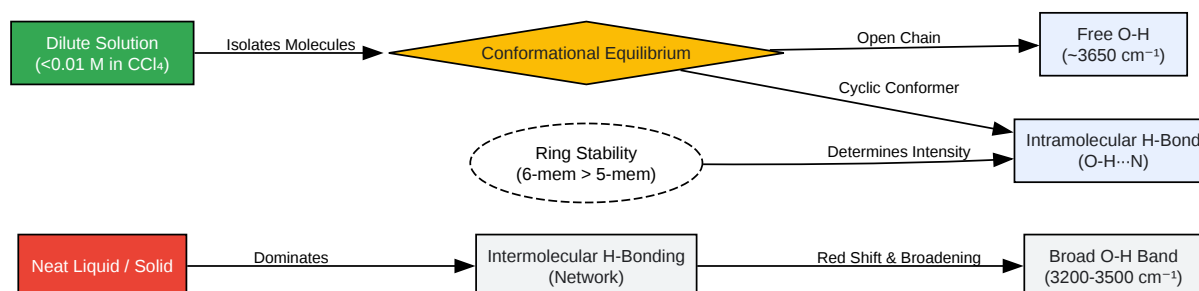 Dilute Solution
(<0.01 M in CCl₄)
Isolates Molecules
Conformational Equilibrium
Open Chain
Free O-H
(~3650 cm⁻¹)
Cyclic Conformer
Ring Stability
(6-mem > 5-mem)
Determines Intensity
Intramolecular H-Bond
(O-H···N)
Neat Liquid / Solid
Dominates
Intermolecular H-Bonding
(Network)
Red Shift & Broadening
Broad O-H Band
(3200-3500 cm⁻¹)